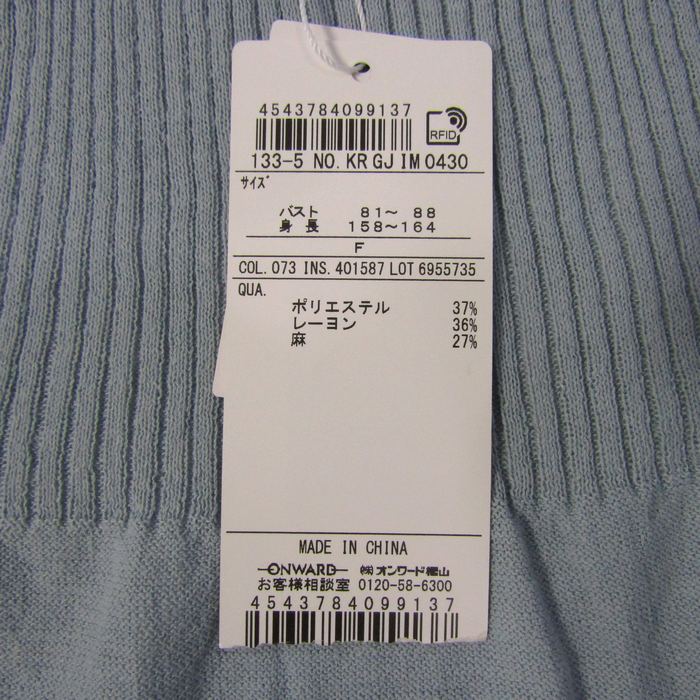 4543784099137
RFID
133-5 NO. KR GJ IM 0430
サイズ
バスト 81～ 88
身 長 158～164
F
COL. 073 INS. 401587 LOT 6955735
QUA.
ポリエステル 37%
レーヨン 36%
麻 27%
MADE IN CHINA
ONWARD ㈱オンワード樫山
お客様相談室 0120-58-6300
4543784099137